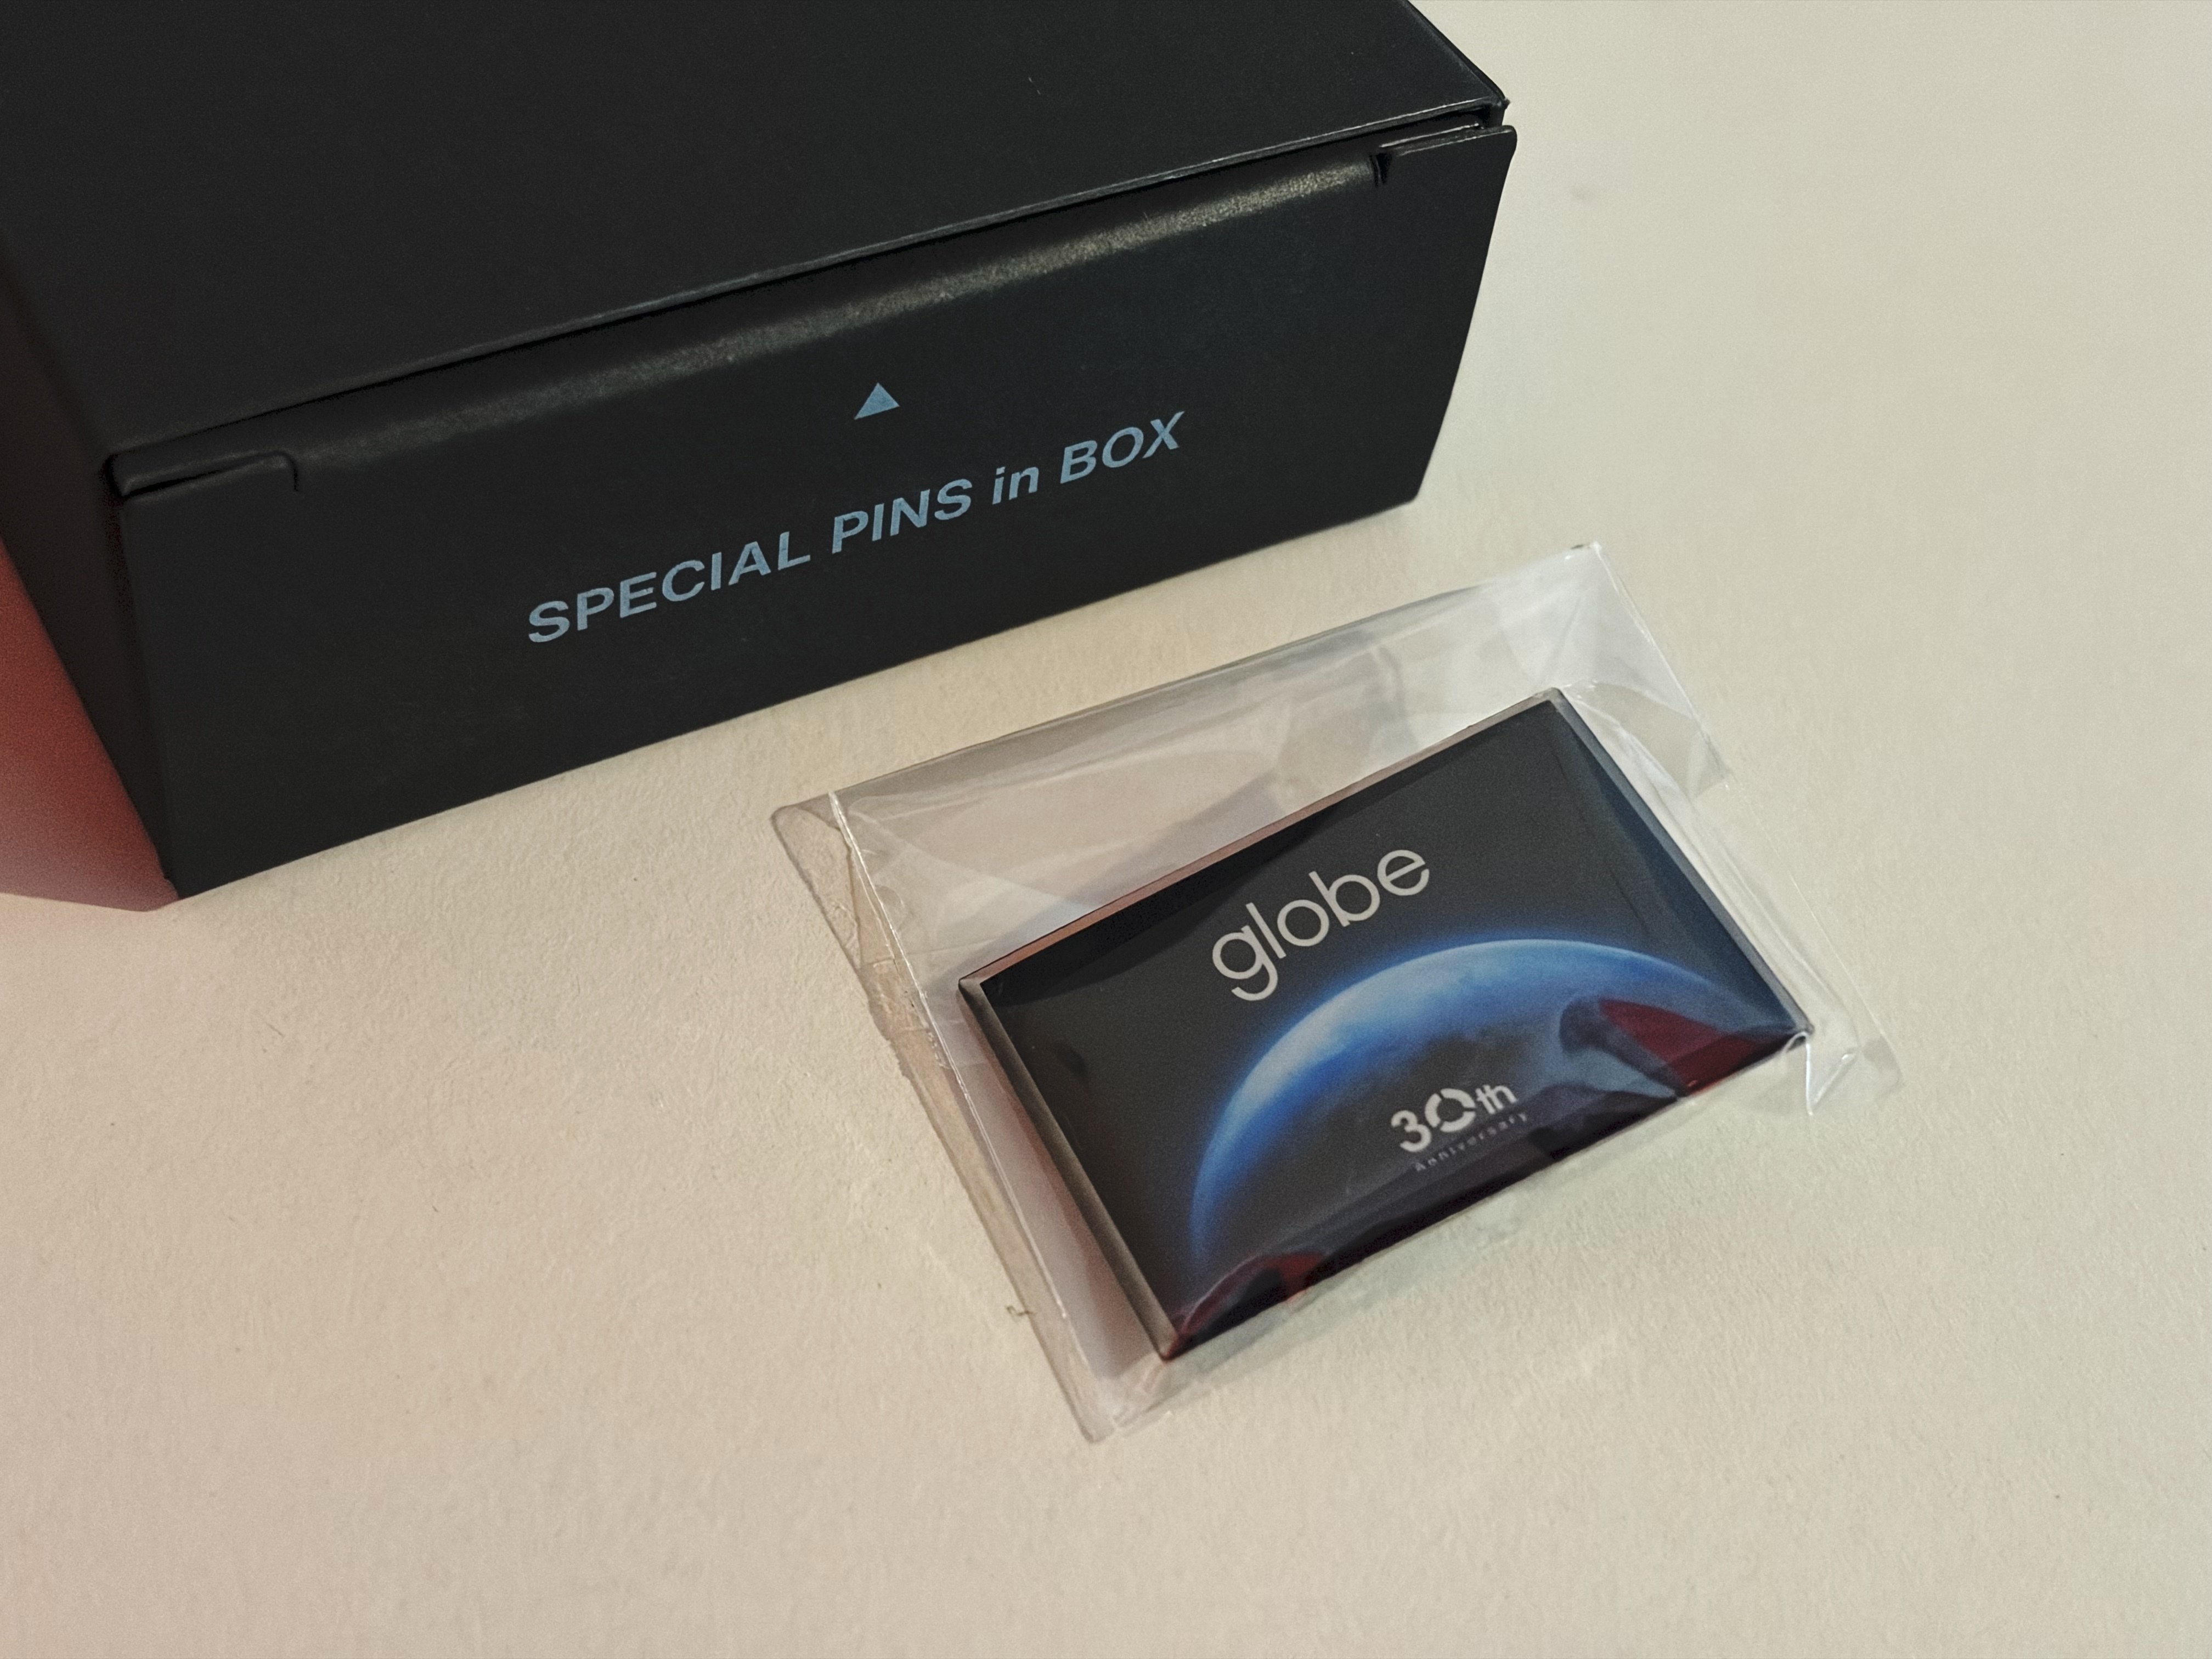 SPECIAL PINS in BOX
globe
30th
Anniversary